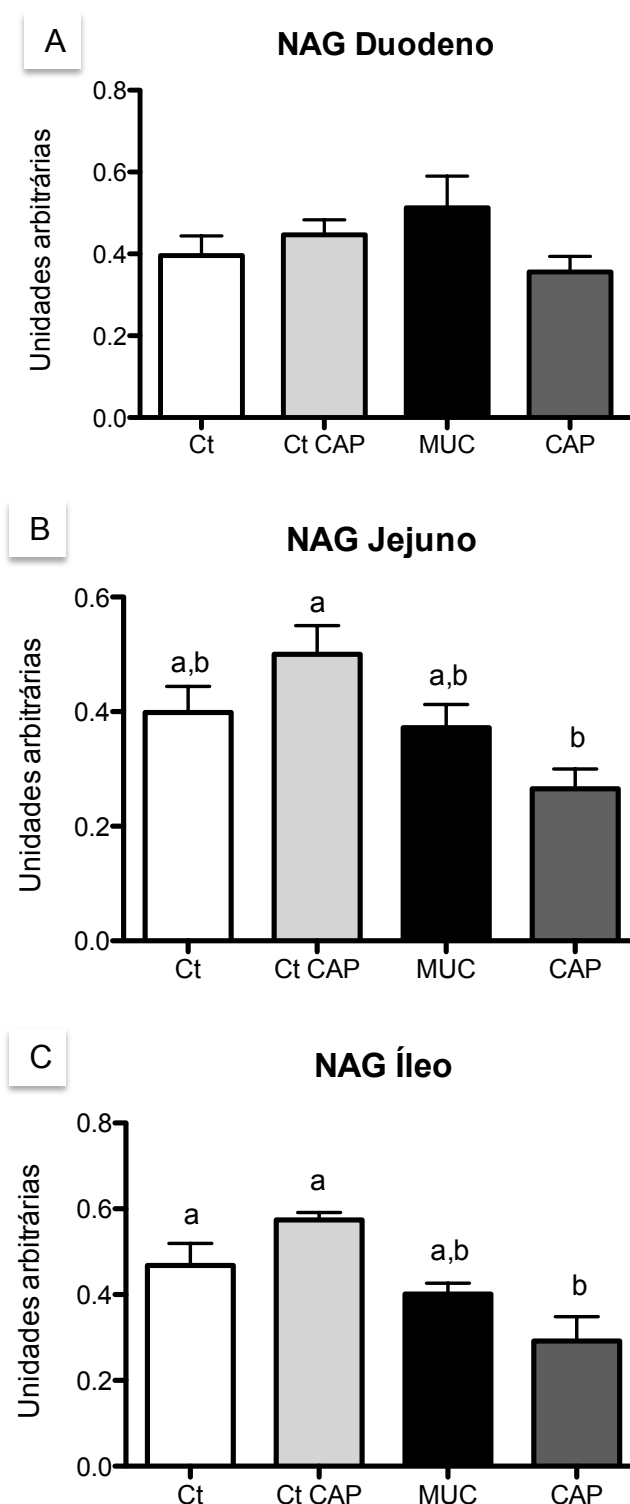 A
NAG Duodeno
Unidades arbitrárias
0.8
0.6
0.4
0.2
0.0
Ct Ct CAP MUC CAP
B
NAG Jejuno
Unidades arbitrárias
0.6
0.4
0.2
0.0
a,b a a,b b
Ct Ct CAP MUC CAP
C
NAG Íleo
Unidades arbitrárias
0.8
0.6
0.4
0.2
0.0
a a a,b b
Ct Ct CAP MUC CAP